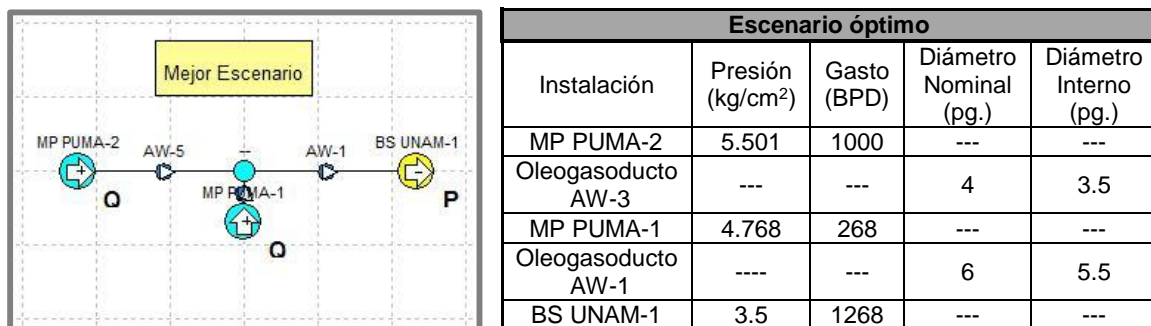 Mejor Escenario
MP PUMA-2
AW-5
--
AW-1
BS UNAM-1
Q
MP PUMA-1
P
Q
Escenario óptimo
Instalación Presión (kg/cm²) Gasto (BPD) Diámetro Nominal (pg.) Diámetro Interno (pg.)
MP PUMA-2 5.501 1000 --- ---
Oleogasoducto AW-3 --- --- 4 3.5
MP PUMA-1 4.768 268 --- ---
Oleogasoducto AW-1 ---- --- 6 5.5
BS UNAM-1 3.5 1268 --- ---